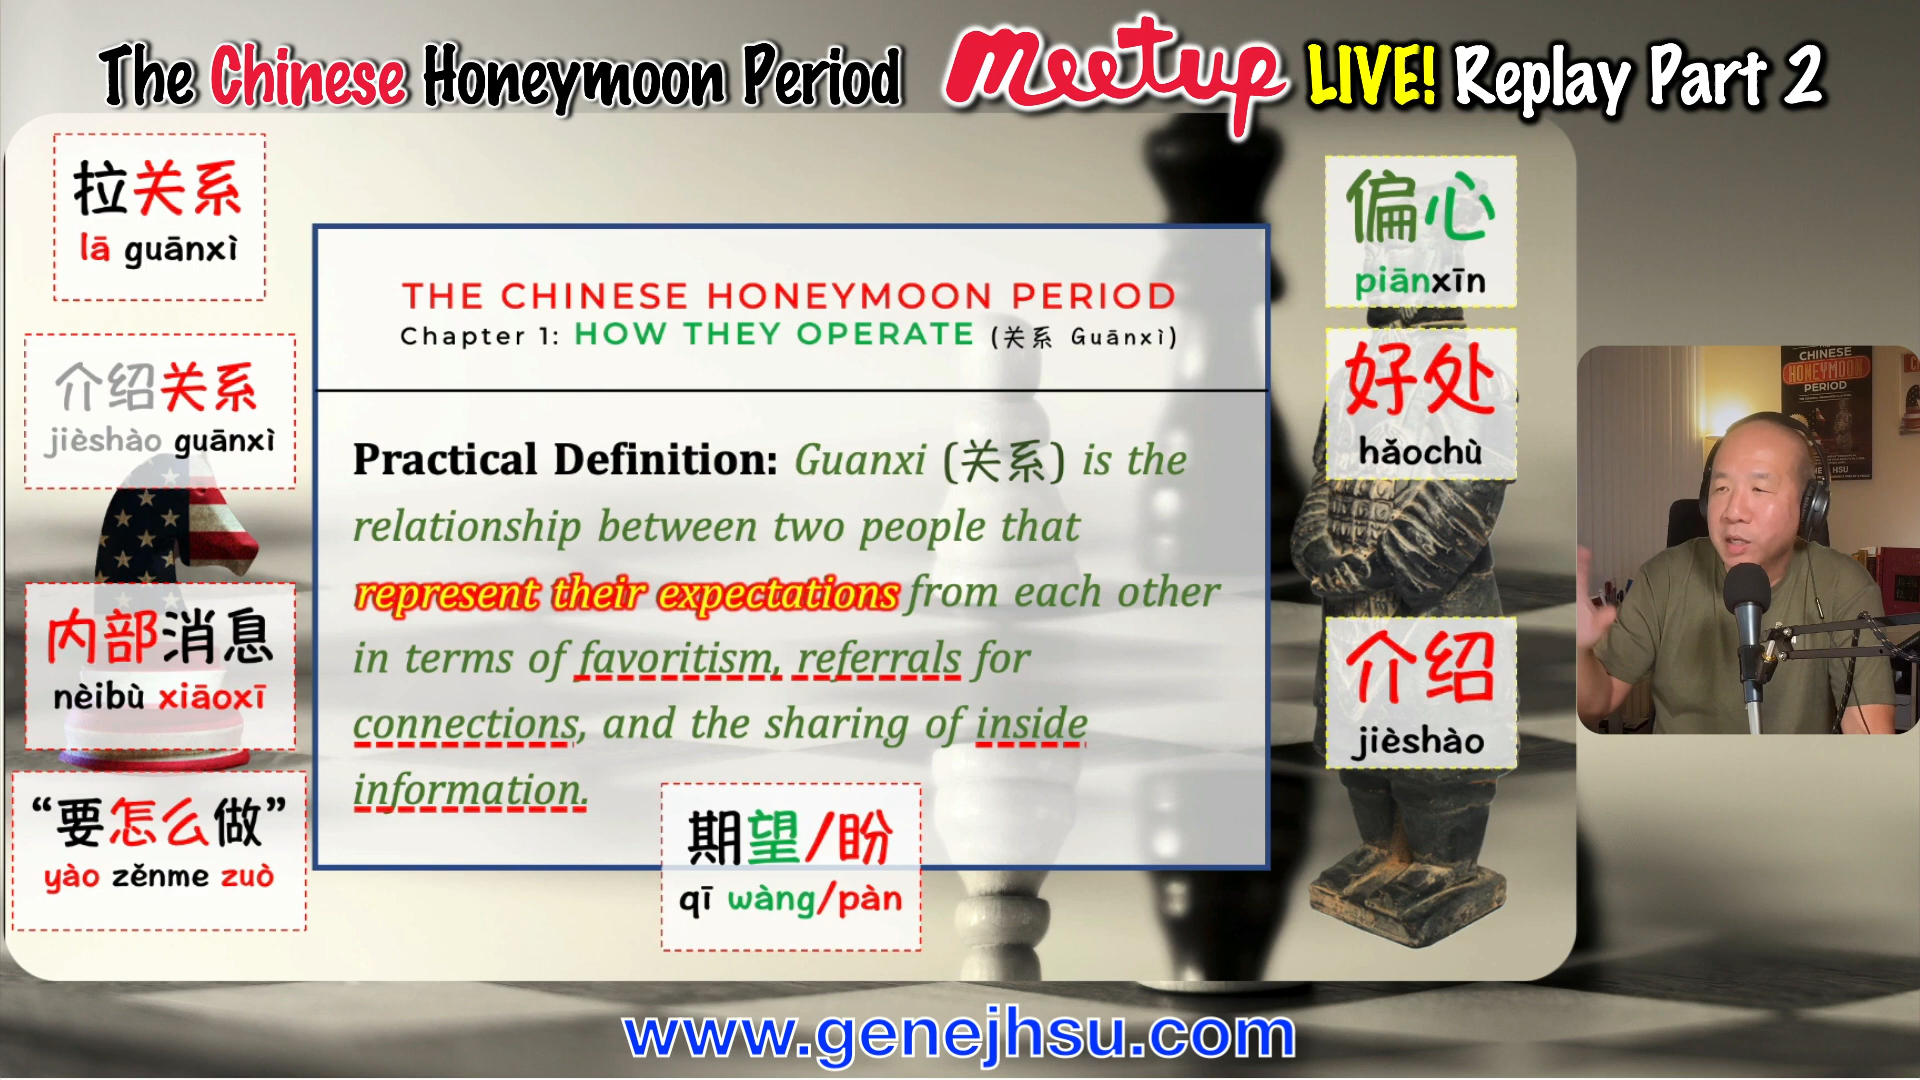 The Chinese Honeymoon Period Meetup LIVE! Replay Part 2
拉关系
lā guānxì
介绍关系
jièshào guānxì
内部消息
nèibù xiāoxī
“要怎么做”
yào zěnme zuò
THE CHINESE HONEYMOON PERIOD
Chapter 1: HOW THEY OPERATE (关系 Guānxì)
Practical Definition: Guanxi (关系) is the
relationship between two people that
represent their expectations from each other
in terms of favoritism, referrals for
connections, and the sharing of inside
information.
期望/盼
qī wàng/pàn
偏心
piānxīn
好处
hǎochù
介绍
jièshào
CHINESE
HONEYMOON
PERIOD
HSU
www.genejhsu.com